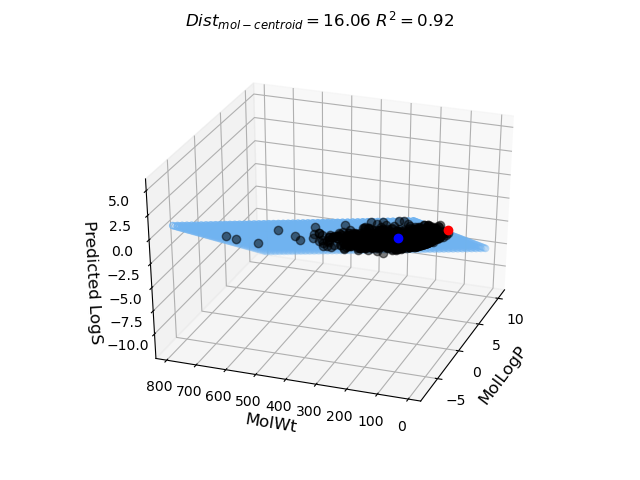 Dist_{mol-centroid} = 16.06 R^2 = 0.92
5.0
2.5
0.0
−2.5
−5.0
−7.5
−10.0
Predicted LogS
800 700 600 500 400 300 200 100 0
MolWt
10
5
0
−5
MolLogP